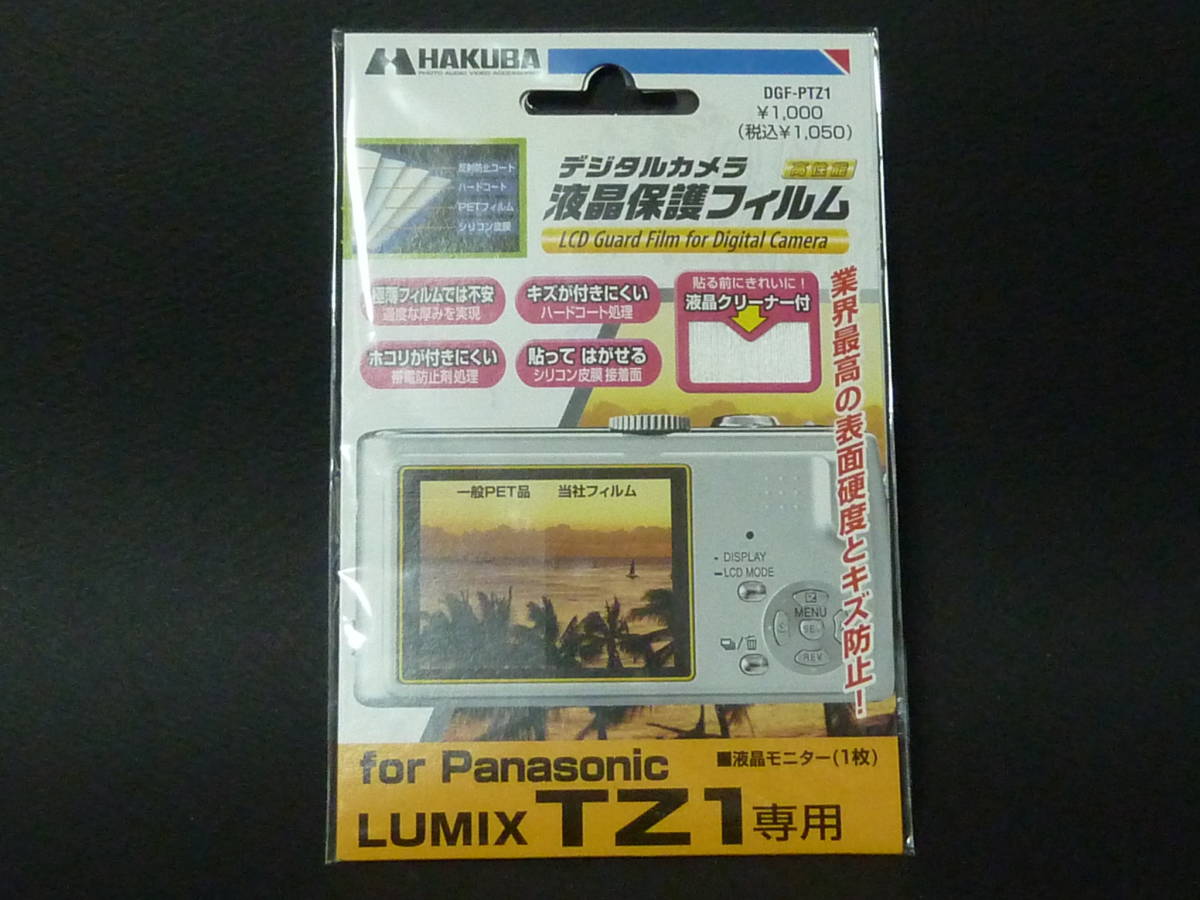 HAKUBA
PHOTO AUDIO VIDEO ACCESSORIES
DGF-PTZ1
¥1,000
(税込¥1,050)
反射防止コート
ハードコート
PETフィルム
シリコン皮膜
デジタルカメラ
高性能
液晶保護フィルム
LCD Guard Film for Digital Camera
極薄フィルムでは不安
適度な厚みを実現
キズが付きにくい
ハードコート処理
貼る前にきれいに!
液晶クリーナー付
ホコリが付きにくい
帯電防止剤処理
貼って はがせる
シリコン皮膜 接着面
業界最高の表面硬度とキズ防止!
一般PET品 当社フィルム
DISPLAY
LCD MODE
MENU
REV
■液晶モニター(1枚)
for Panasonic
LUMIX TZ1専用